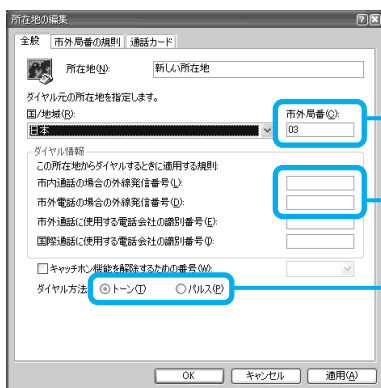 所在地の編集
全般 市外局番の規則 通話カード
所在地(N): 新しい所在地
ダイヤル元の所在地を指定します。
国/地域(R): 市外局番(C):
日本 03
ダイヤル情報
この所在地からダイヤルするときに適用する規則:
市内通話の場合の外線発信番号(L):
市外電話の場合の外線発信番号(D):
市外通話に使用する電話会社の識別番号(E):
国際通話に使用する電話会社の識別番号(I):
キャッチホン機能を解除するための番号(W):
ダイヤル方法: トーン(T) パルス(P)
OK キャンセル 適用(A)